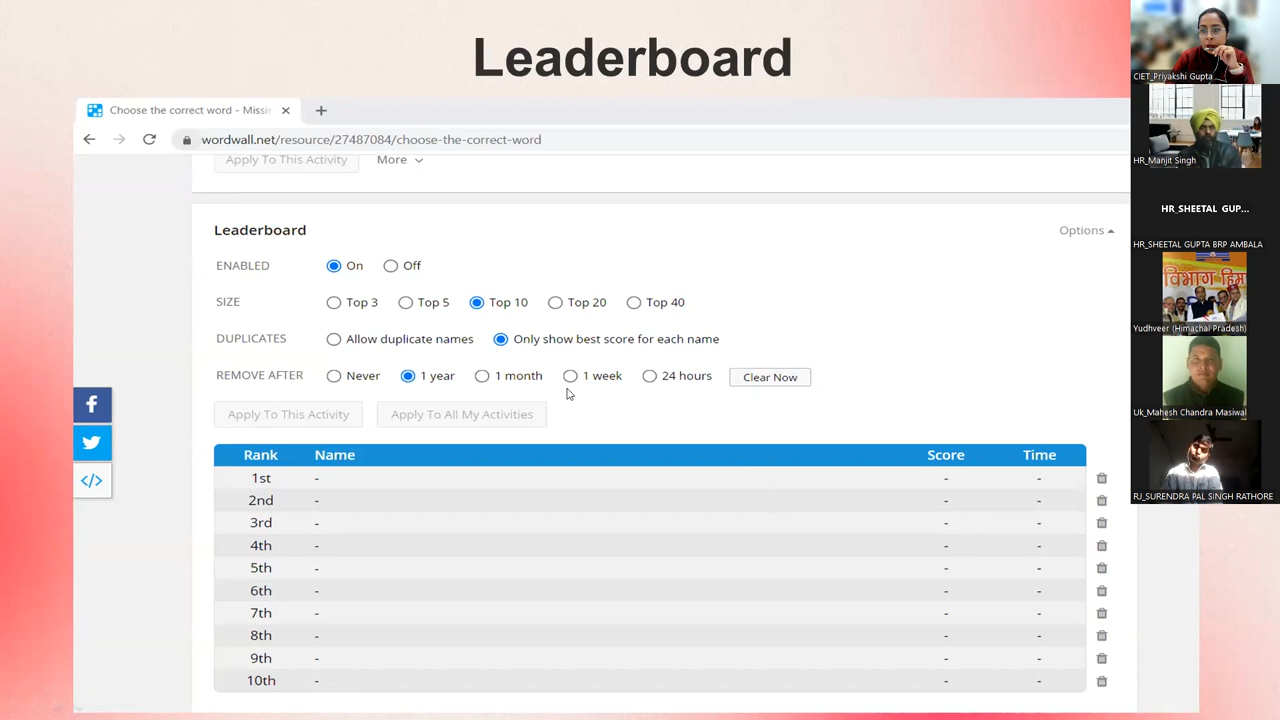 Leaderboard
Choose the correct word - Missi
wordwall.net/resource/27487084/choose-the-correct-word
Apply To This Activity More
Leaderboard Options
ENABLED On Off
SIZE Top 3 Top 5 Top 10 Top 20 Top 40
DUPLICATES Allow duplicate names Only show best score for each name
REMOVE AFTER Never 1 year 1 month 1 week 24 hours Clear Now
Apply To This Activity Apply To All My Activities
Rank Name Score Time
1st - - -
2nd - - -
3rd - - -
4th - - -
5th - - -
6th - - -
7th - - -
8th - - -
9th - - -
10th - - -
CIET_Priyakshi Gupta
HR_Manjit Singh
HR_SHEETAL GUP...
HR_SHEETAL GUPTA BRP AMBALA
विभाग हिम
Yudhveer (Himachal Pradesh)
Uk_Mahesh Chandra Masiwal
RJ_SURENDRA PAL SINGH RATHORE